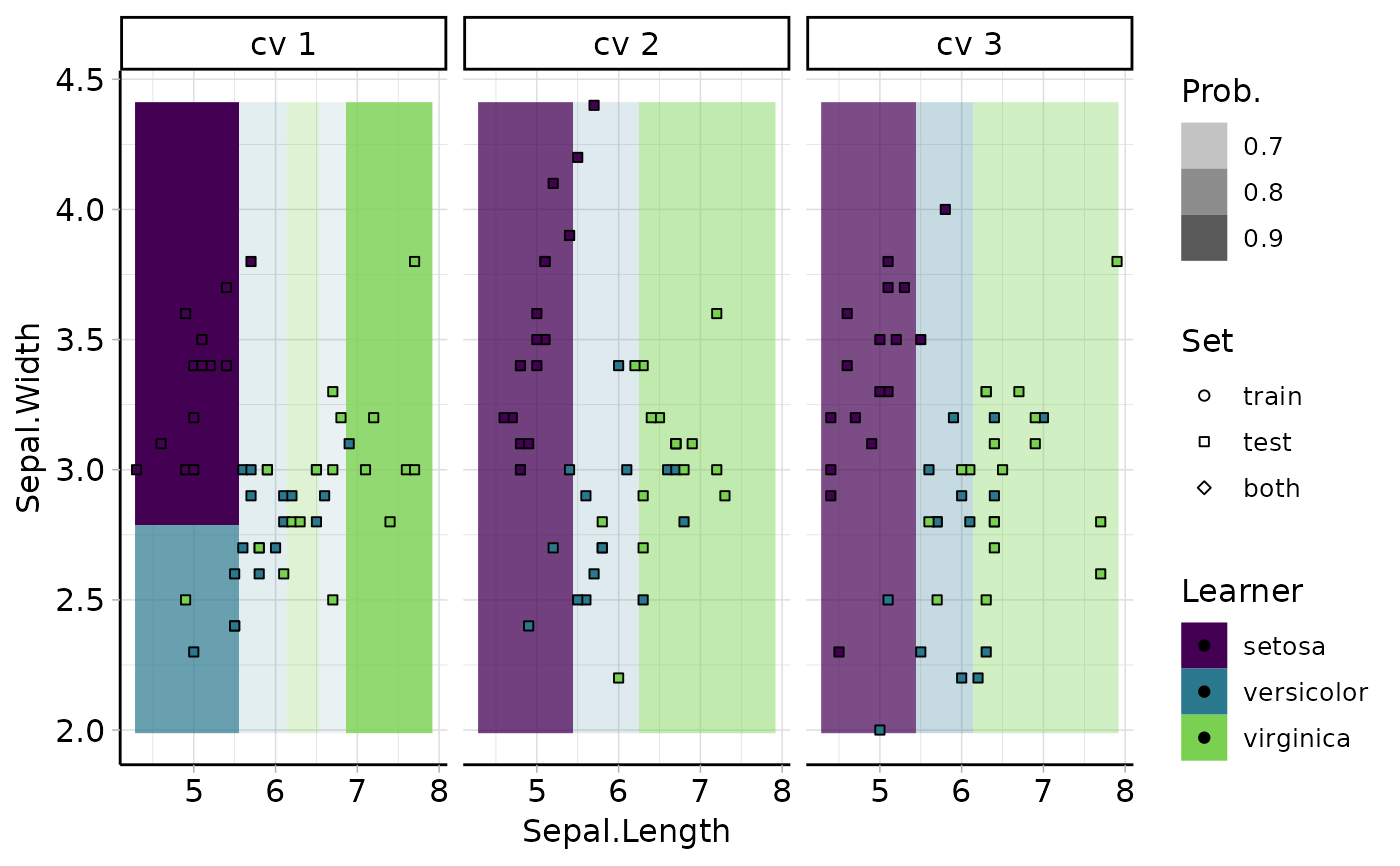 cv 1 cv 2 cv 3
4.5
4.0
3.5
3.0
2.5
2.0
Sepal.Width
5 6 7 8 5 6 7 8 5 6 7 8
Sepal.Length
Prob.
0.7
0.8
0.9
Set
train
test
both
Learner
setosa
versicolor
virginica